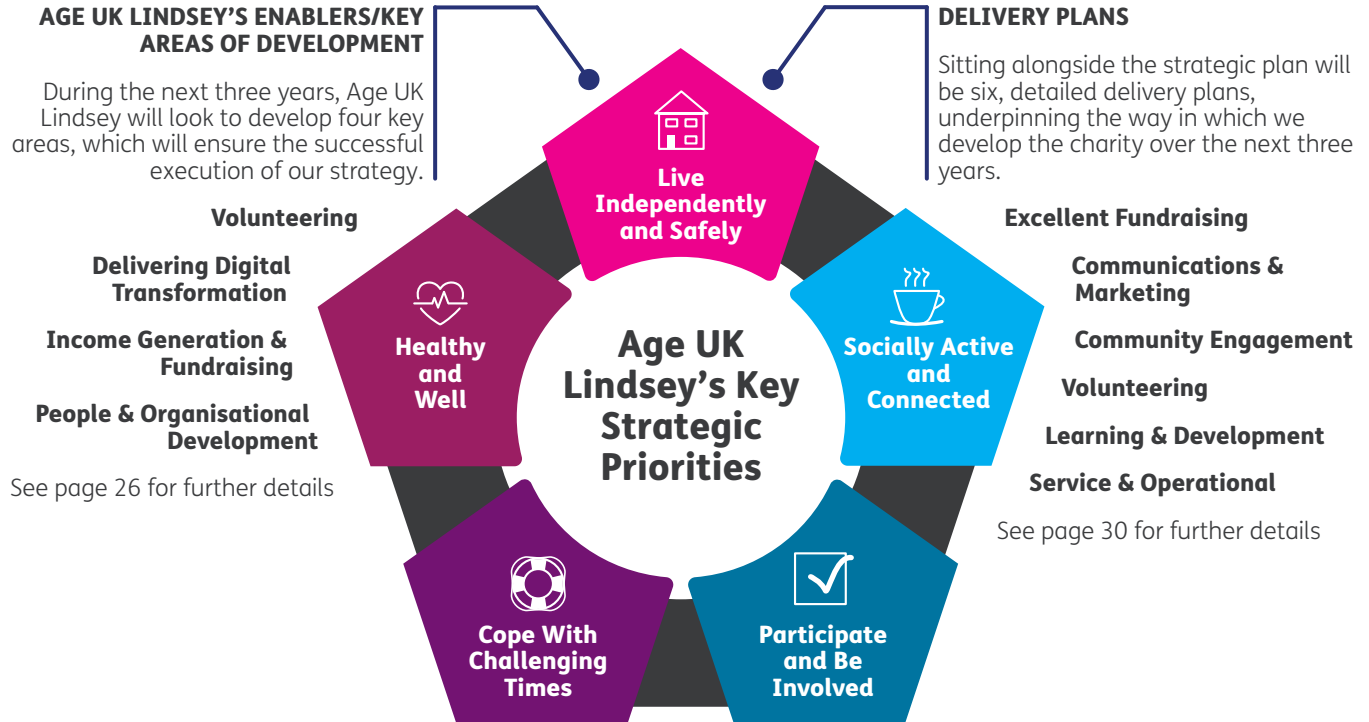 AGE UK LINDSEY'S ENABLERS/KEY
AREAS OF DEVELOPMENT
During the next three years, Age UK
Lindsey will look to develop four key
areas, which will ensure the successful
execution of our strategy.
Volunteering
Delivering Digital
Transformation
Income Generation &
Fundraising
People & Organisational
Development
See page 26 for further details
Live
Independently
and Safely
Healthy
and
Well
Age UK
Lindsey's Key
Strategic
Priorities
Socially Active
and
Connected
Cope With
Challenging
Times
Participate
and Be
Involved
DELIVERY PLANS
Sitting alongside the strategic plan will
be six, detailed delivery plans,
underpinning the way in which we
develop the charity over the next three
years.
Excellent Fundraising
Communications &
Marketing
Community Engagement
Volunteering
Learning & Development
Service & Operational
See page 30 for further details